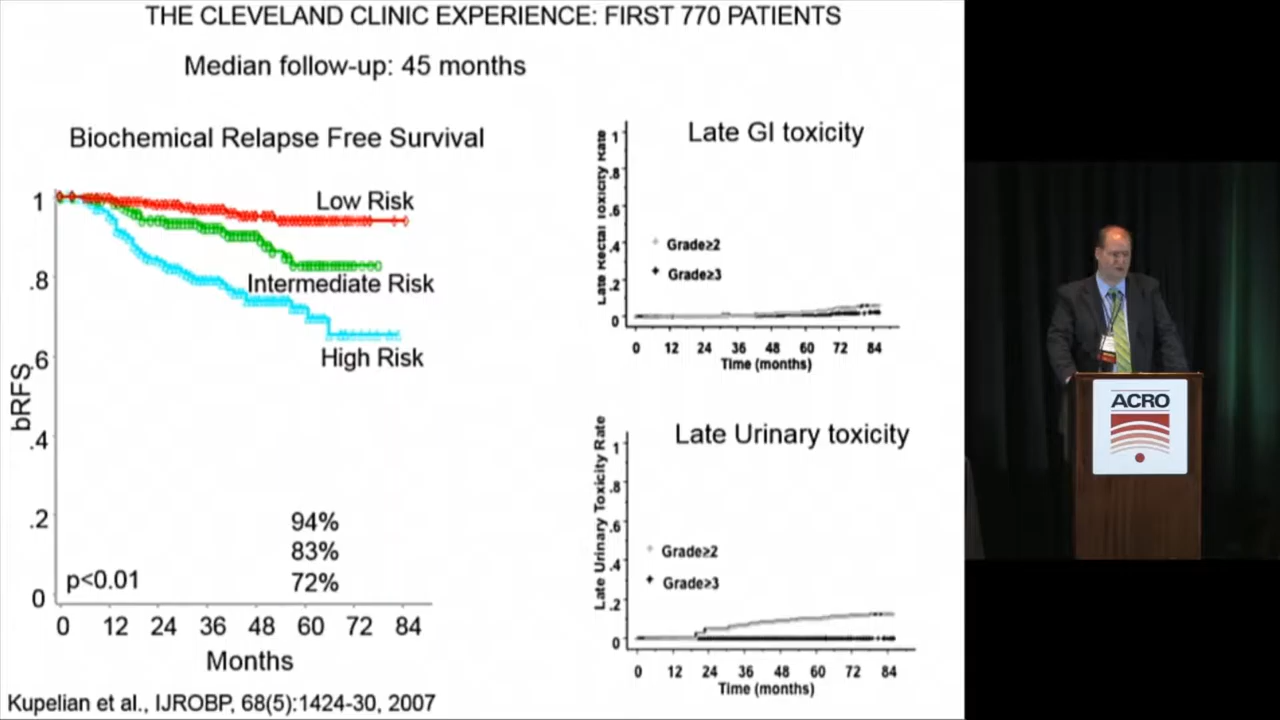 THE CLEVELAND CLINIC EXPERIENCE: FIRST 770 PATIENTS
Median follow-up: 45 months
Biochemical Relapse Free Survival
1
.8
.6
.4
.2
0
bRFS
Low Risk
Intermediate Risk
High Risk
94%
83%
72%
p<0.01
0 12 24 36 48 60 72 84
Months
Kupelian et al., IJROBP, 68(5):1424-30, 2007
Late GI toxicity
Late Rectal Toxicity Rate
1
.8
.6
.4
.2
0
Grade≥2
Grade≥3
0 12 24 36 48 60 72 84
Time (months)
Late Urinary toxicity
Late Urinary Toxicity Rate
1
.8
.6
.4
.2
0
Grade≥2
Grade≥3
0 12 24 36 48 60 72 84
Time (months)
ACRO